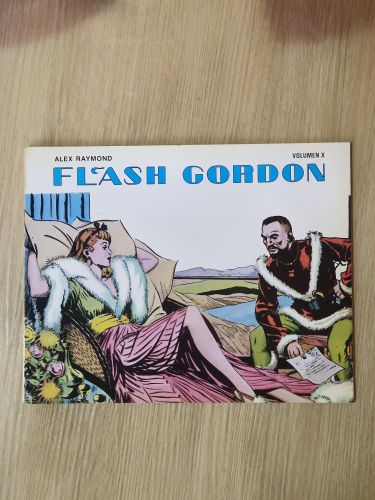 ALEX RAYMOND
VOLUMEN X
FLASH GORDON